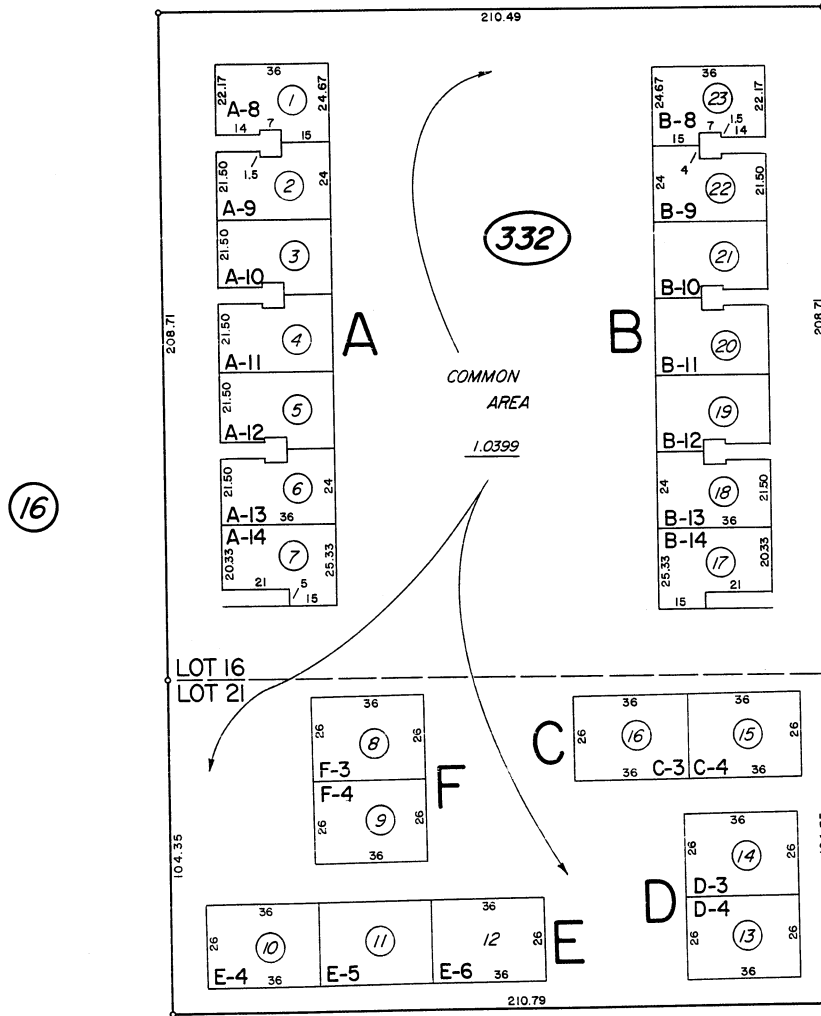 210.49
36
22.17
A-8
1
24.67
14
7
15
1.5
21.50
2
24
A-9
21.50
3
A-10
21.50
4
A-11
21.50
5
A-12
21.50
6
24
A-13
36
A-14
20.33
7
25.33
21
5
15
A
208.71
16
332
COMMON
AREA
1.0399
36
24.67
23
22.17
B-8
7
1.5
14
15
4
24
22
21.50
B-9
21
B-10
20
B-11
19
B-12
24
18
21.50
B-13
36
B-14
25.33
17
20.33
21
15
B
208.71
LOT 16
LOT 21
104.35
36
26
8
26
F-3
F-4
26
9
26
36
F
C
36
36
26
16
15
26
36
C-3
C-4
36
36
26
14
26
D-3
D
D-4
26
13
26
36
36
36
26
10
11
12
26
E-4
36
E-5
E-6
36
E
210.79